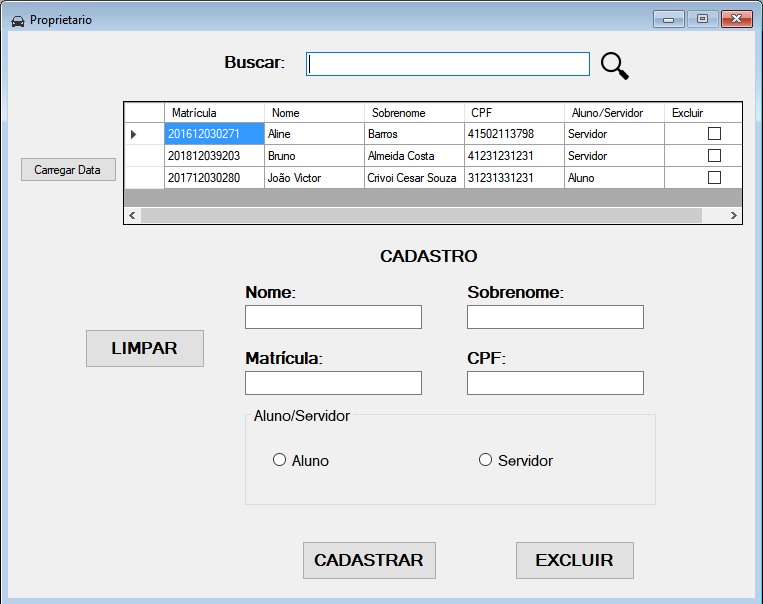 Proprietario
Buscar:
Matrícula Nome Sobrenome CPF Aluno/Servidor Excluir
201612030271 Aline Barros 41502113798 Servidor
201812039203 Bruno Almeida Costa 41231231231 Servidor
201712030280 João Victor Crivoi Cesar Souza 31231331231 Aluno
Carregar Data
CADASTRO
Nome: Sobrenome:
LIMPAR
Matrícula: CPF:
Aluno/Servidor
Aluno Servidor
CADASTRAR EXCLUIR